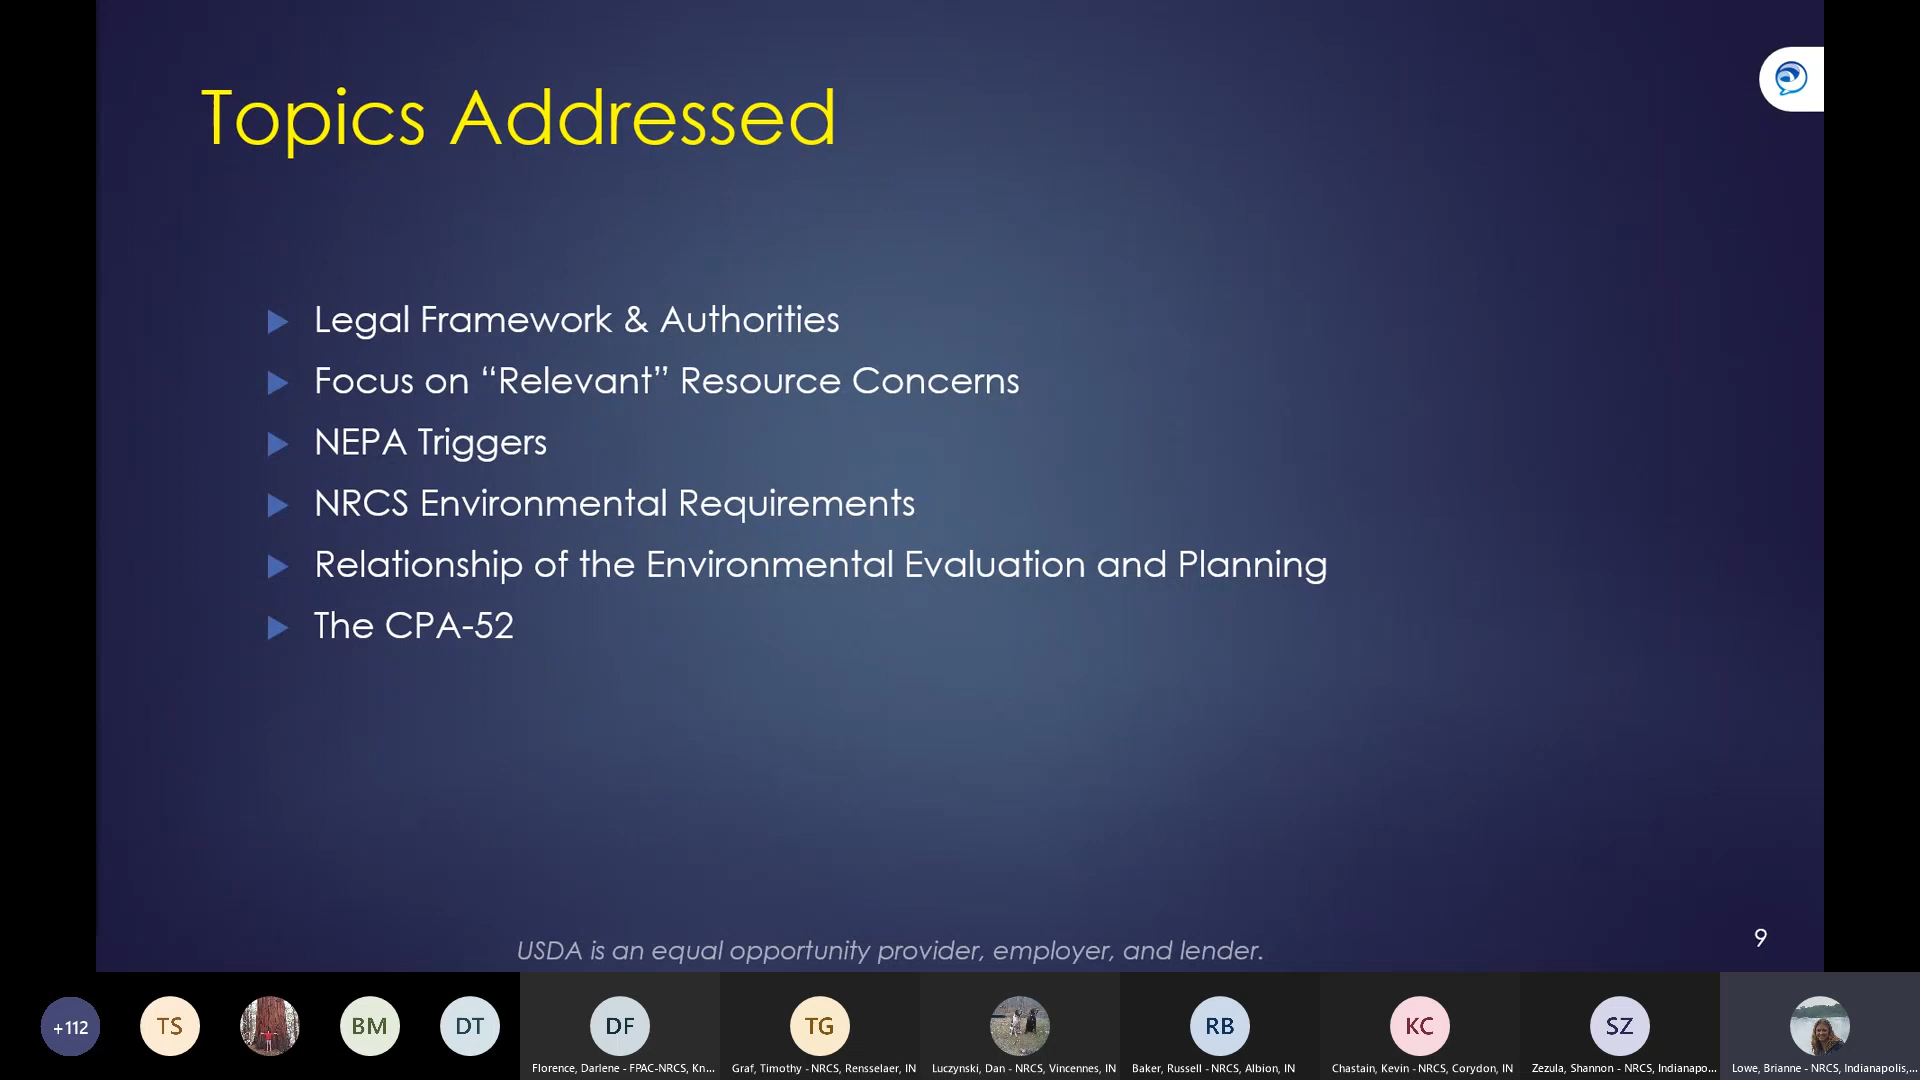 Topics Addressed
Legal Framework & Authorities
Focus on “Relevant” Resource Concerns
NEPA Triggers
NRCS Environmental Requirements
Relationship of the Environmental Evaluation and Planning
The CPA-52
USDA is an equal opportunity provider, employer, and lender.
9
+112
TS
BM
DT
DF
TG
RB
KC
SZ
Florence, Darlene - FPAC-NRCS, Kn...
Graf, Timothy - NRCS, Rensselaer, IN
Luczynski, Dan - NRCS, Vincennes, IN
Baker, Russell - NRCS, Albion, IN
Chastain, Kevin - NRCS, Corydon, IN
Zezula, Shannon - NRCS, Indianapo...
Lowe, Brianne - NRCS, Indianapolis,...